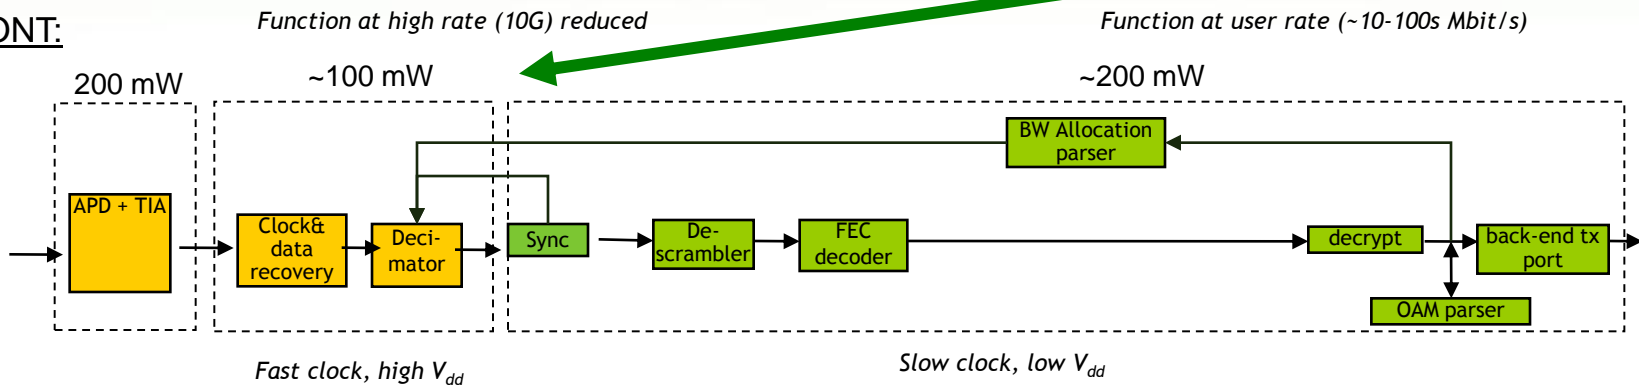 ONT:
Function at high rate (10G) reduced
Function at user rate (~10-100s Mbit/s)
200 mW
~100 mW
~200 mW
BW Allocation
parser
APD + TIA
Clock&
data
recovery
Deci-
mator
Sync
De-
scrambler
FEC
decoder
decrypt
back-end tx
port
OAM parser
Fast clock, high Vdd
Slow clock, low Vdd